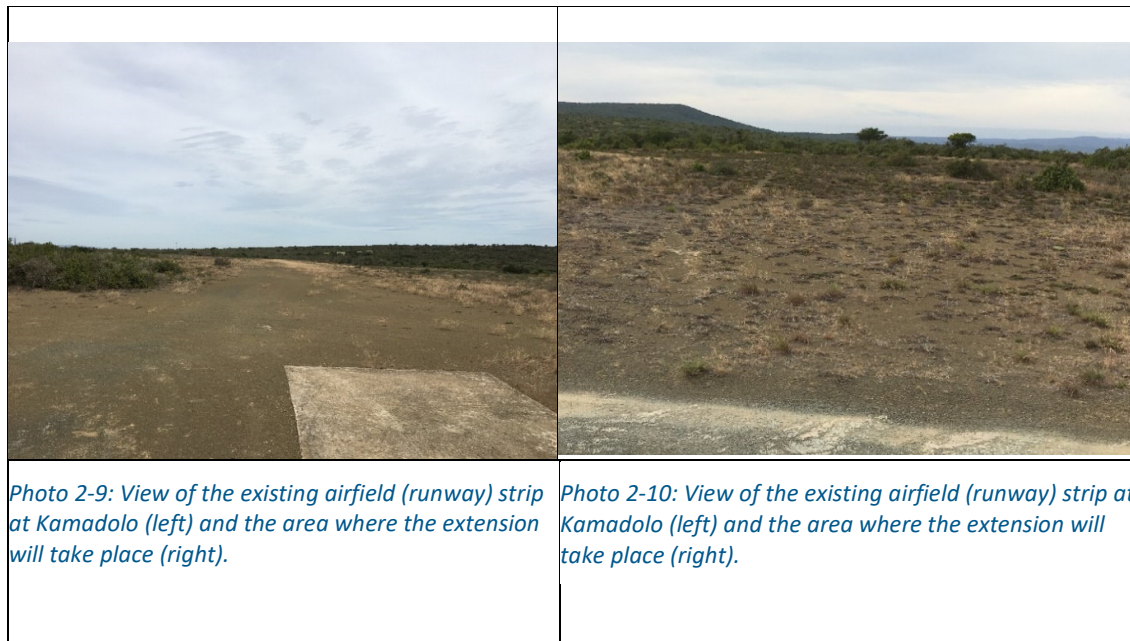 Photo 2-9: View of the existing airfield (runway) strip
at Kamadolo (left) and the area where the extension
will take place (right).
Photo 2-10: View of the existing airfield (runway) strip at
Kamadolo (left) and the area where the extension will
take place (right).